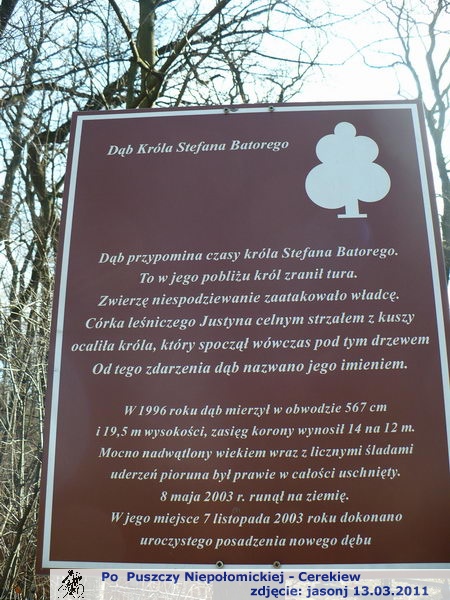 Dąb Króla Stefana Batorego
Dąb przypomina czasy króla Stefana Batorego.
To w jego pobliżu król zranił tura.
Zwierzę niespodziewanie zaatakowało władcę.
Córka leśniczego Justyna celnym strzałem z kuszy
ocaliła króla, który spoczął wówczas pod tym drzewem
Od tego zdarzenia dąb nazwano jego imieniem.
W 1996 roku dąb mierzył w obwodzie 567 cm
i 19,5 m wysokości, zasięg korony wynosił 14 na 12 m.
Mocno nadwątlony wiekiem wraz z licznymi śladami
uderzeń pioruna był prawie w całości uschnięty.
8 maja 2003 r. runął na ziemię.
W jego miejsce 7 listopada 2003 roku dokonano
uroczystego posadzenia nowego dębu
Po Puszczy Niepołomickiej - Cerekiew
zdjęcie: jasonj 13.03.2011